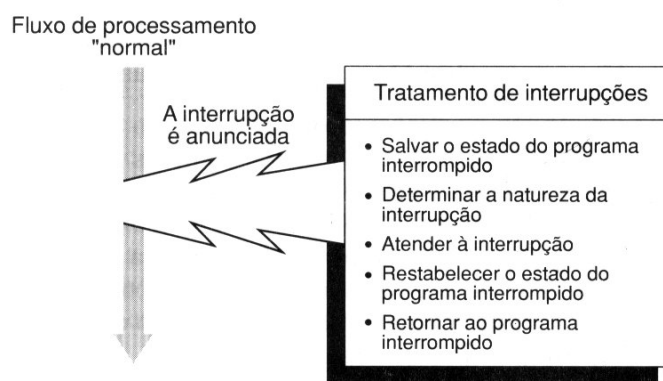 Fluxo de processamento
"normal"
A interrupção
é anunciada
Tratamento de interrupções
• Salvar o estado do programa
interrompido
• Determinar a natureza da
interrupção
• Atender à interrupção
• Restabelecer o estado do
programa interrompido
• Retornar ao programa
interrompido